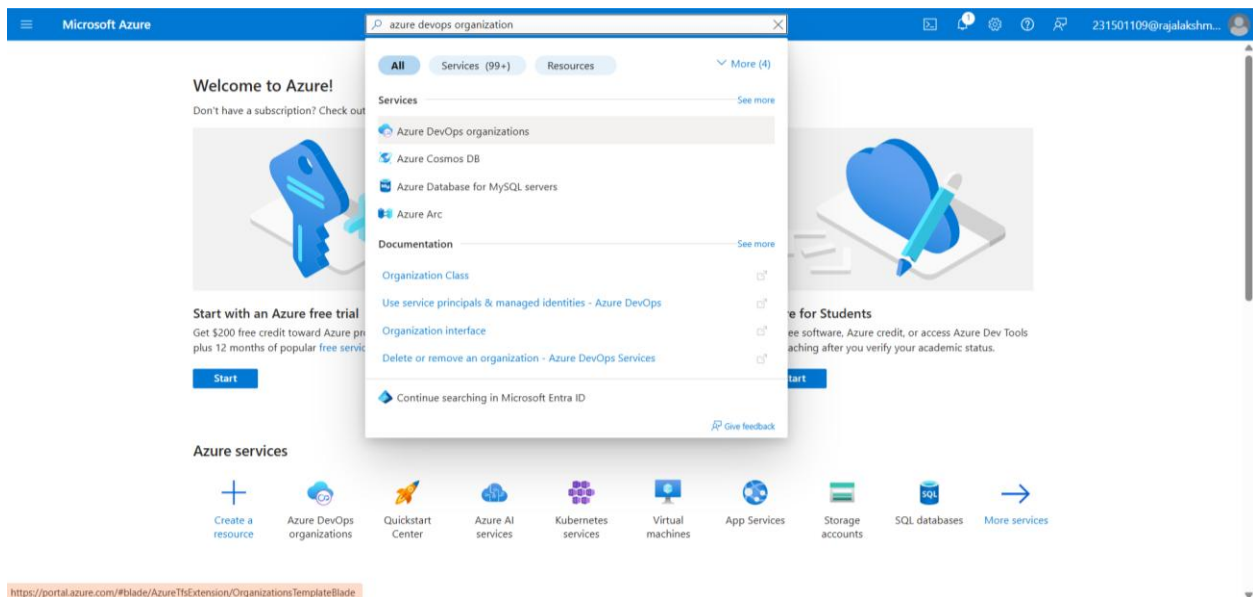 Microsoft Azure
azure devops organization
1
231501109@rajalakshm...
All
Services (99+)
Resources
More (4)
Services
See more
Azure DevOps organizations
Azure Cosmos DB
Azure Database for MySQL servers
Azure Arc
Documentation
See more
Organization Class
Use service principals & managed identities - Azure DevOps
Organization interface
Delete or remove an organization - Azure DevOps Services
Continue searching in Microsoft Entra ID
Give feedback
Welcome to Azure!
Don't have a subscription? Check out
Start with an Azure free trial
Get $200 free credit toward Azure pr
plus 12 months of popular free servic
Start
e for Students
ee software, Azure credit, or access Azure Dev Tools
aching after you verify your academic status.
tart
Azure services
Create a
resource
Azure DevOps
organizations
Quickstart
Center
Azure AI
services
Kubernetes
services
Virtual
machines
App Services
Storage
accounts
SQL
SQL databases
More services
https://portal.azure.com/#blade/AzureTfsExtension/OrganizationsTemplateBlade